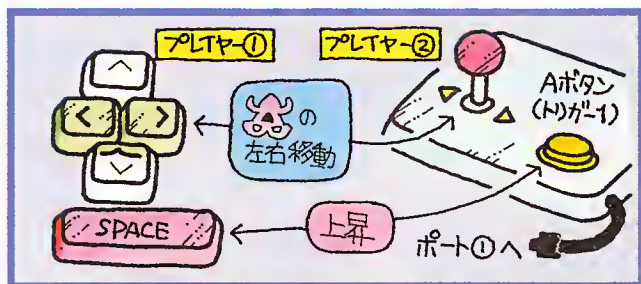 プレイヤー① プレイヤー②
^
< >
v
の
左右移動
Aボタン
(トリガー1)
SPACE
上昇
ポート①へ